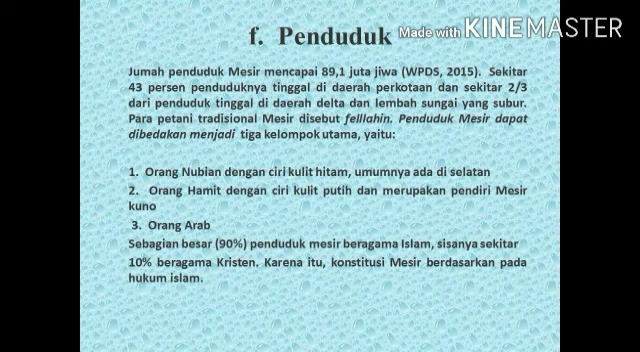 f. Penduduk
Made with KINEMASTER
Jumah penduduk Mesir mencapai 89,1 juta jiwa (WPDS, 2015). Sekitar
43 persen penduduknya tinggal di daerah perkotaan dan sekitar 2/3
dari penduduk tinggal di daerah delta dan lembah sungai yang subur.
Para petani tradisional Mesir disebut felllahin. Penduduk Mesir dapat
dibedakan menjadi tiga kelompok utama, yaitu:
1. Orang Nubian dengan ciri kulit hitam, umumnya ada di selatan
2. Orang Hamit dengan ciri kulit putih dan merupakan pendiri Mesir
kuno
3. Orang Arab
Sebagian besar (90%) penduduk mesir beragama Islam, sisanya sekitar
10% beragama Kristen. Karena itu, konstitusi Mesir berdasarkan pada
hukum islam.